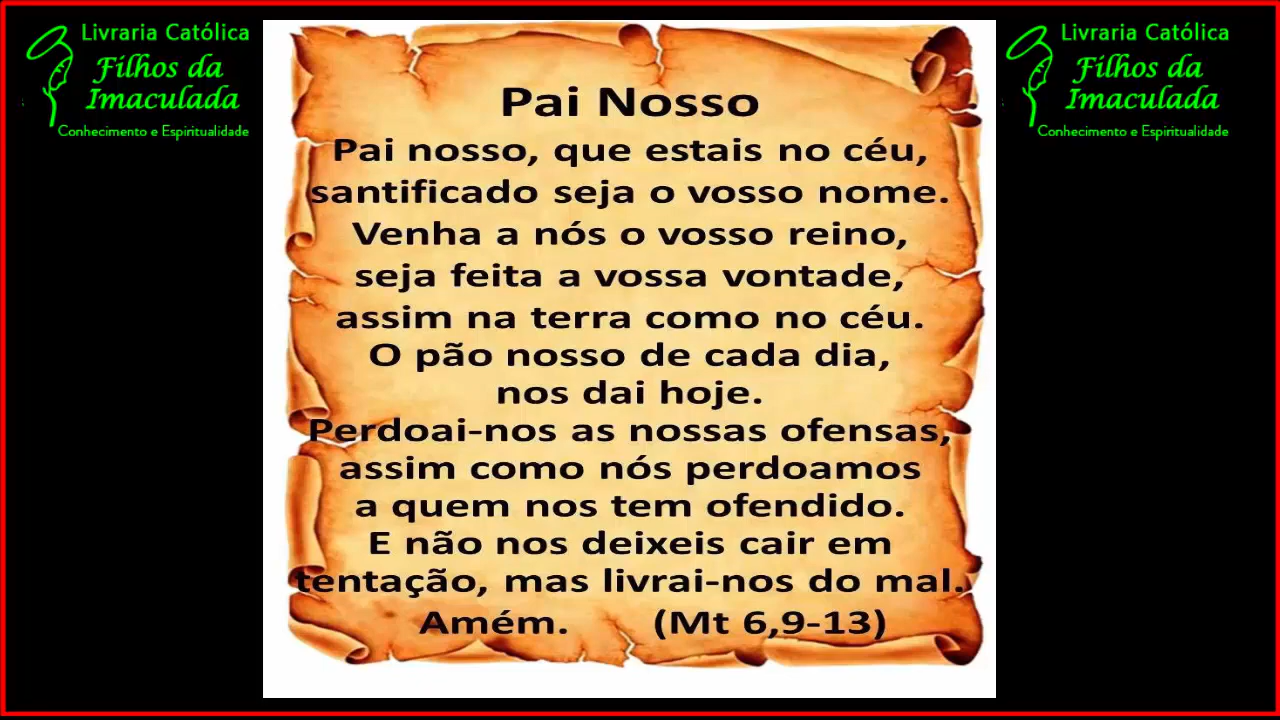 Livraria Católica
Filhos da
Imaculada
Conhecimento e Espiritualidade
Pai Nosso
Pai nosso, que estais no céu,
santificado seja o vosso nome.
Venha a nós o vosso reino,
seja feita a vossa vontade,
assim na terra como no céu.
O pão nosso de cada dia,
nos dai hoje.
Perdoai-nos as nossas ofensas,
assim como nós perdoamos
a quem nos tem ofendido.
E não nos deixeis cair em
tentação, mas livrai-nos do mal.
Amém. (Mt 6,9-13)
Livraria Católica
Filhos da
Imaculada
Conhecimento e Espiritualidade